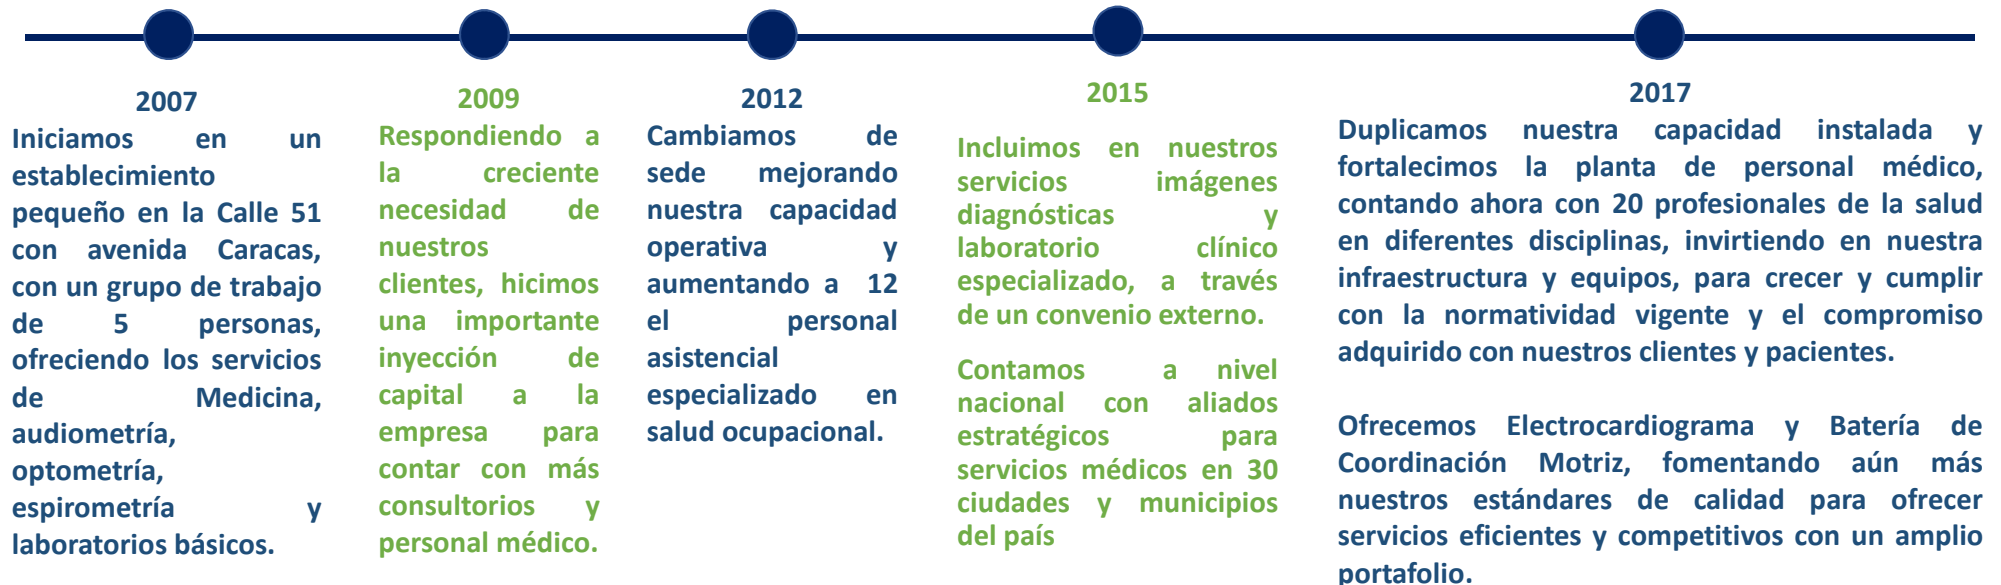 2007
Iniciamos en un
establecimiento
pequeño en la Calle 51
con avenida Caracas,
con un grupo de trabajo
de 5 personas,
ofreciendo los servicios
de Medicina,
audiometría,
optometría,
espirometría y
laboratorios básicos.
2009
Respondiendo a
la creciente
necesidad de
nuestros
clientes, hicimos
una importante
inyección de
capital a la
empresa para
contar con más
consultorios y
personal médico.
2012
Cambiamos de
sede mejorando
nuestra capacidad
operativa y
aumentando a 12
el personal
asistencial
especializado en
salud ocupacional.
2015
Incluimos en nuestros
servicios imágenes
diagnósticas y
laboratorio clínico
especializado, a través
de un convenio externo.
Contamos a nivel
nacional con aliados
estratégicos para
servicios médicos en 30
ciudades y municipios
del país
2017
Duplicamos nuestra capacidad instalada y
fortalecimos la planta de personal médico,
contando ahora con 20 profesionales de la salud
en diferentes disciplinas, invirtiendo en nuestra
infraestructura y equipos, para crecer y cumplir
con la normatividad vigente y el compromiso
adquirido con nuestros clientes y pacientes.
Ofrecemos Electrocardiograma y Batería de
Coordinación Motriz, fomentando aún más
nuestros estándares de calidad para ofrecer
servicios eficientes y competitivos con un amplio
portafolio.